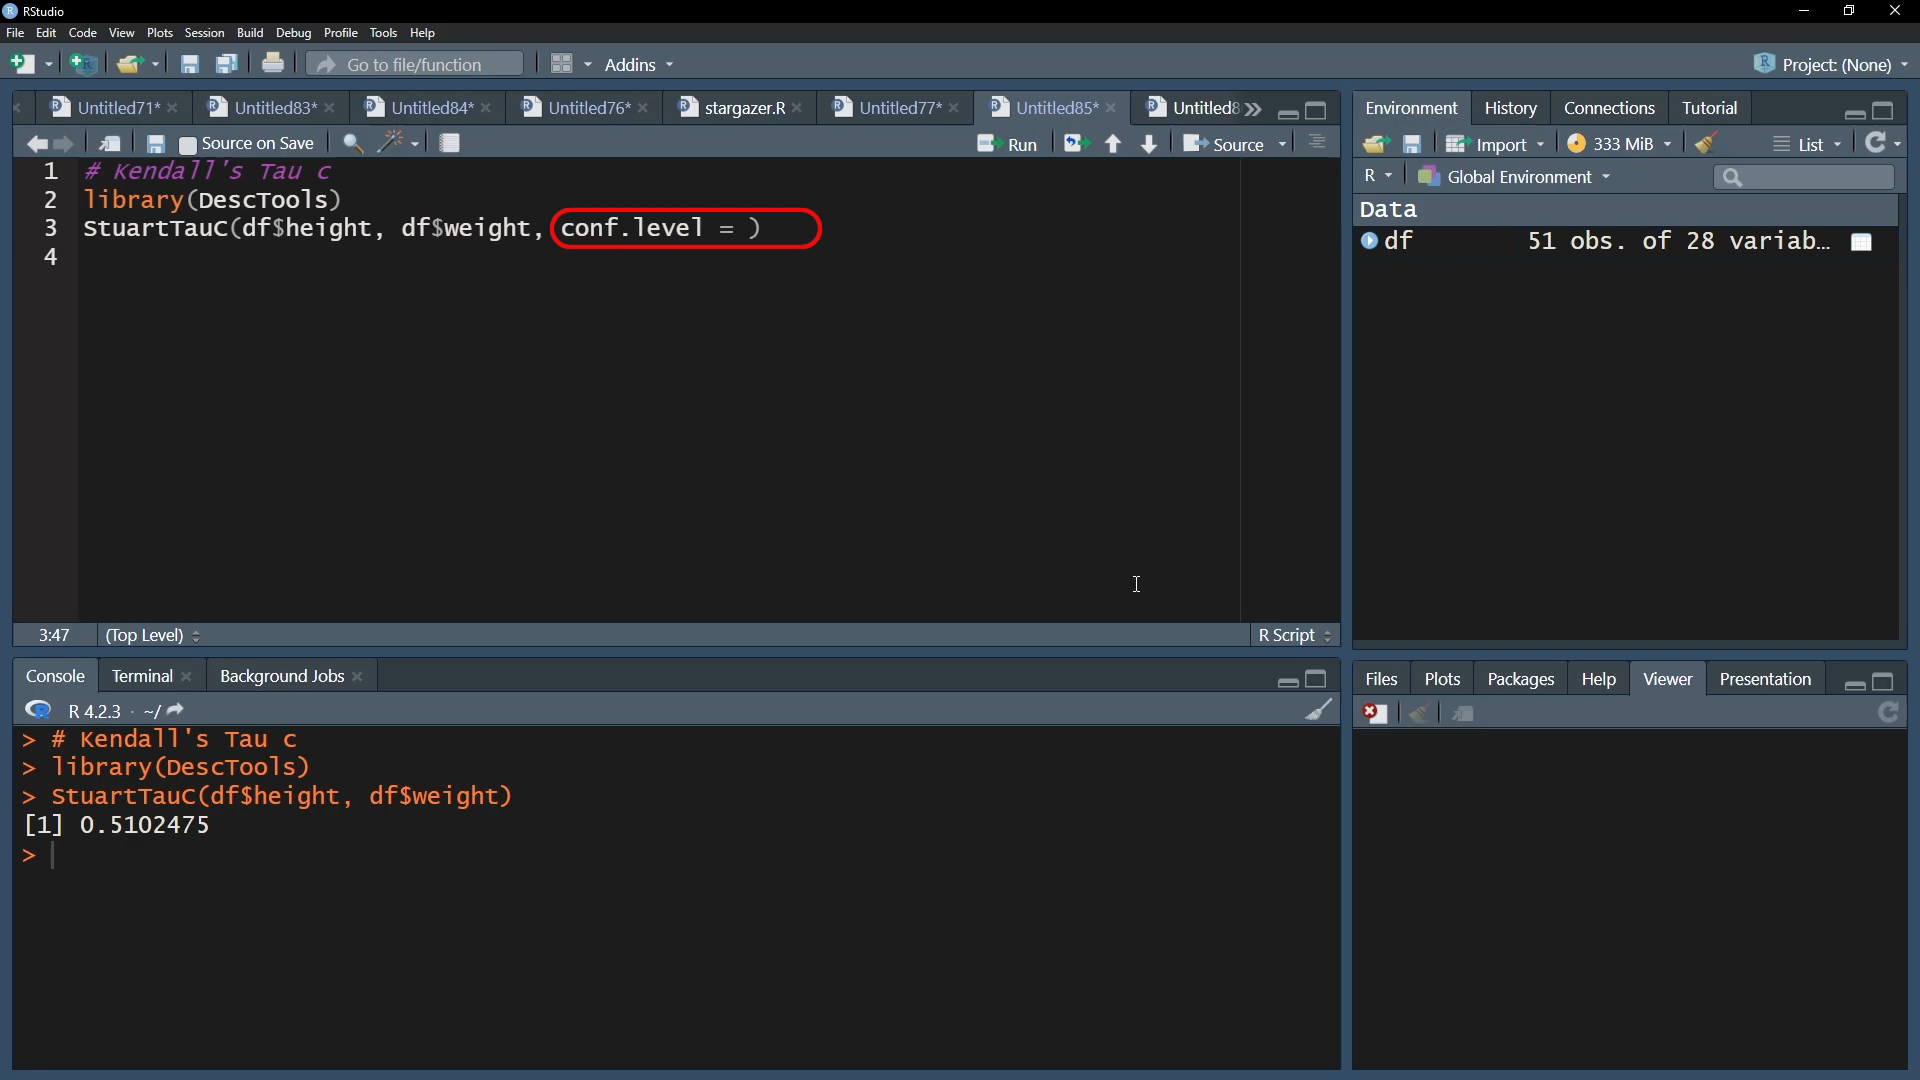 RStudio
File Edit Code View Plots Session Build Debug Profile Tools Help
Go to file/function Addins Project: (None)
Untitled71* Untitled83* Untitled84* Untitled76* stargazer.R Untitled77* Untitled85* Untitled8
Source on Save Run Source
1 # Kendall's Tau c
2 library(DescTools)
3 StuartTauC(df$height, df$weight, conf.level = )
4
3:47 (Top Level) R Script
Console Terminal Background Jobs
R 4.2.3 · ~/
> # Kendall's Tau c
> library(DescTools)
> StuartTauC(df$height, df$weight)
[1] 0.5102475
>
Environment History Connections Tutorial
Import 333 MiB List
R Global Environment
Data
df 51 obs. of 28 variab…
Files Plots Packages Help Viewer Presentation